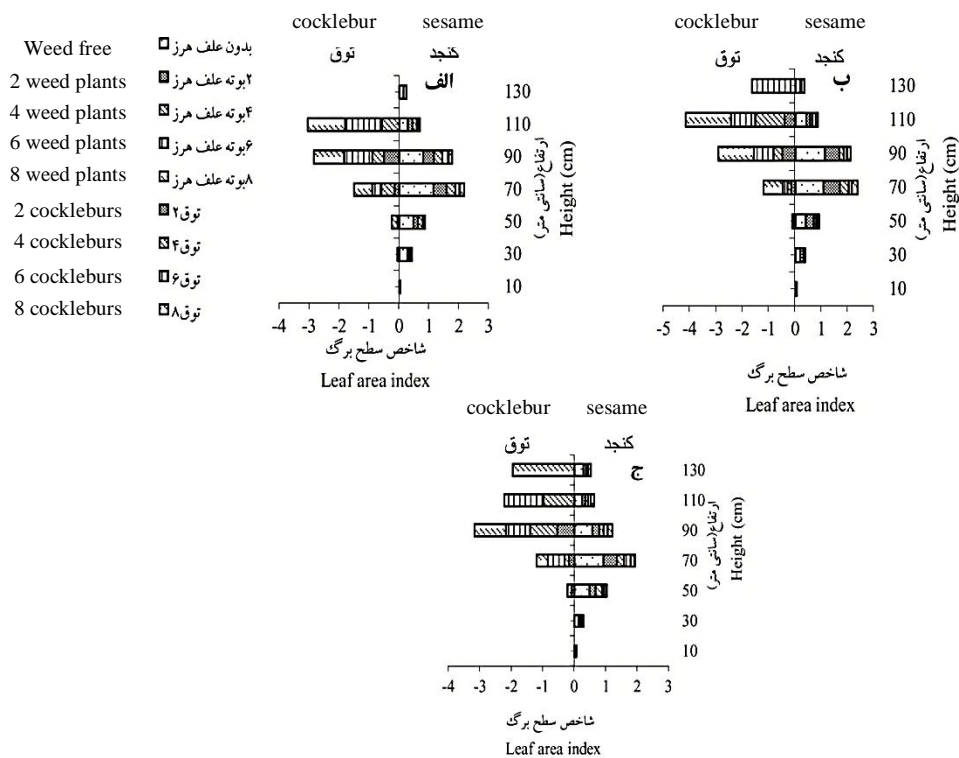 Weed free
2 weed plants
4 weed plants
6 weed plants
8 weed plants
2 cockleburs
4 cockleburs
6 cockleburs
8 cockleburs
بدون علف هرز
۲بوته علف هرز
۴بوته علف هرز
۶بوته علف هرز
۸بوته علف هرز
توق۲
توق۴
توق۶
توق۸
cocklebur sesame
توق کنجد
الف
130
110
90
70
50
30
10
ارتفاع(سانتی متر)
Height (cm)
-4 -3 -2 -1 0 1 2 3
شاخص سطح برگ
Leaf area index
cocklebur sesame
توق کنجد
ب
130
110
90
70
50
30
10
ارتفاع(سانتی متر)
Height (cm)
-5 -4 -3 -2 -1 0 1 2 3
شاخص سطح برگ
Leaf area index
cocklebur sesame
توق کنجد
ج
130
110
90
70
50
30
10
ارتفاع(سانتی متر)
Height (cm)
-4 -3 -2 -1 0 1 2 3
شاخص سطح برگ
Leaf area index